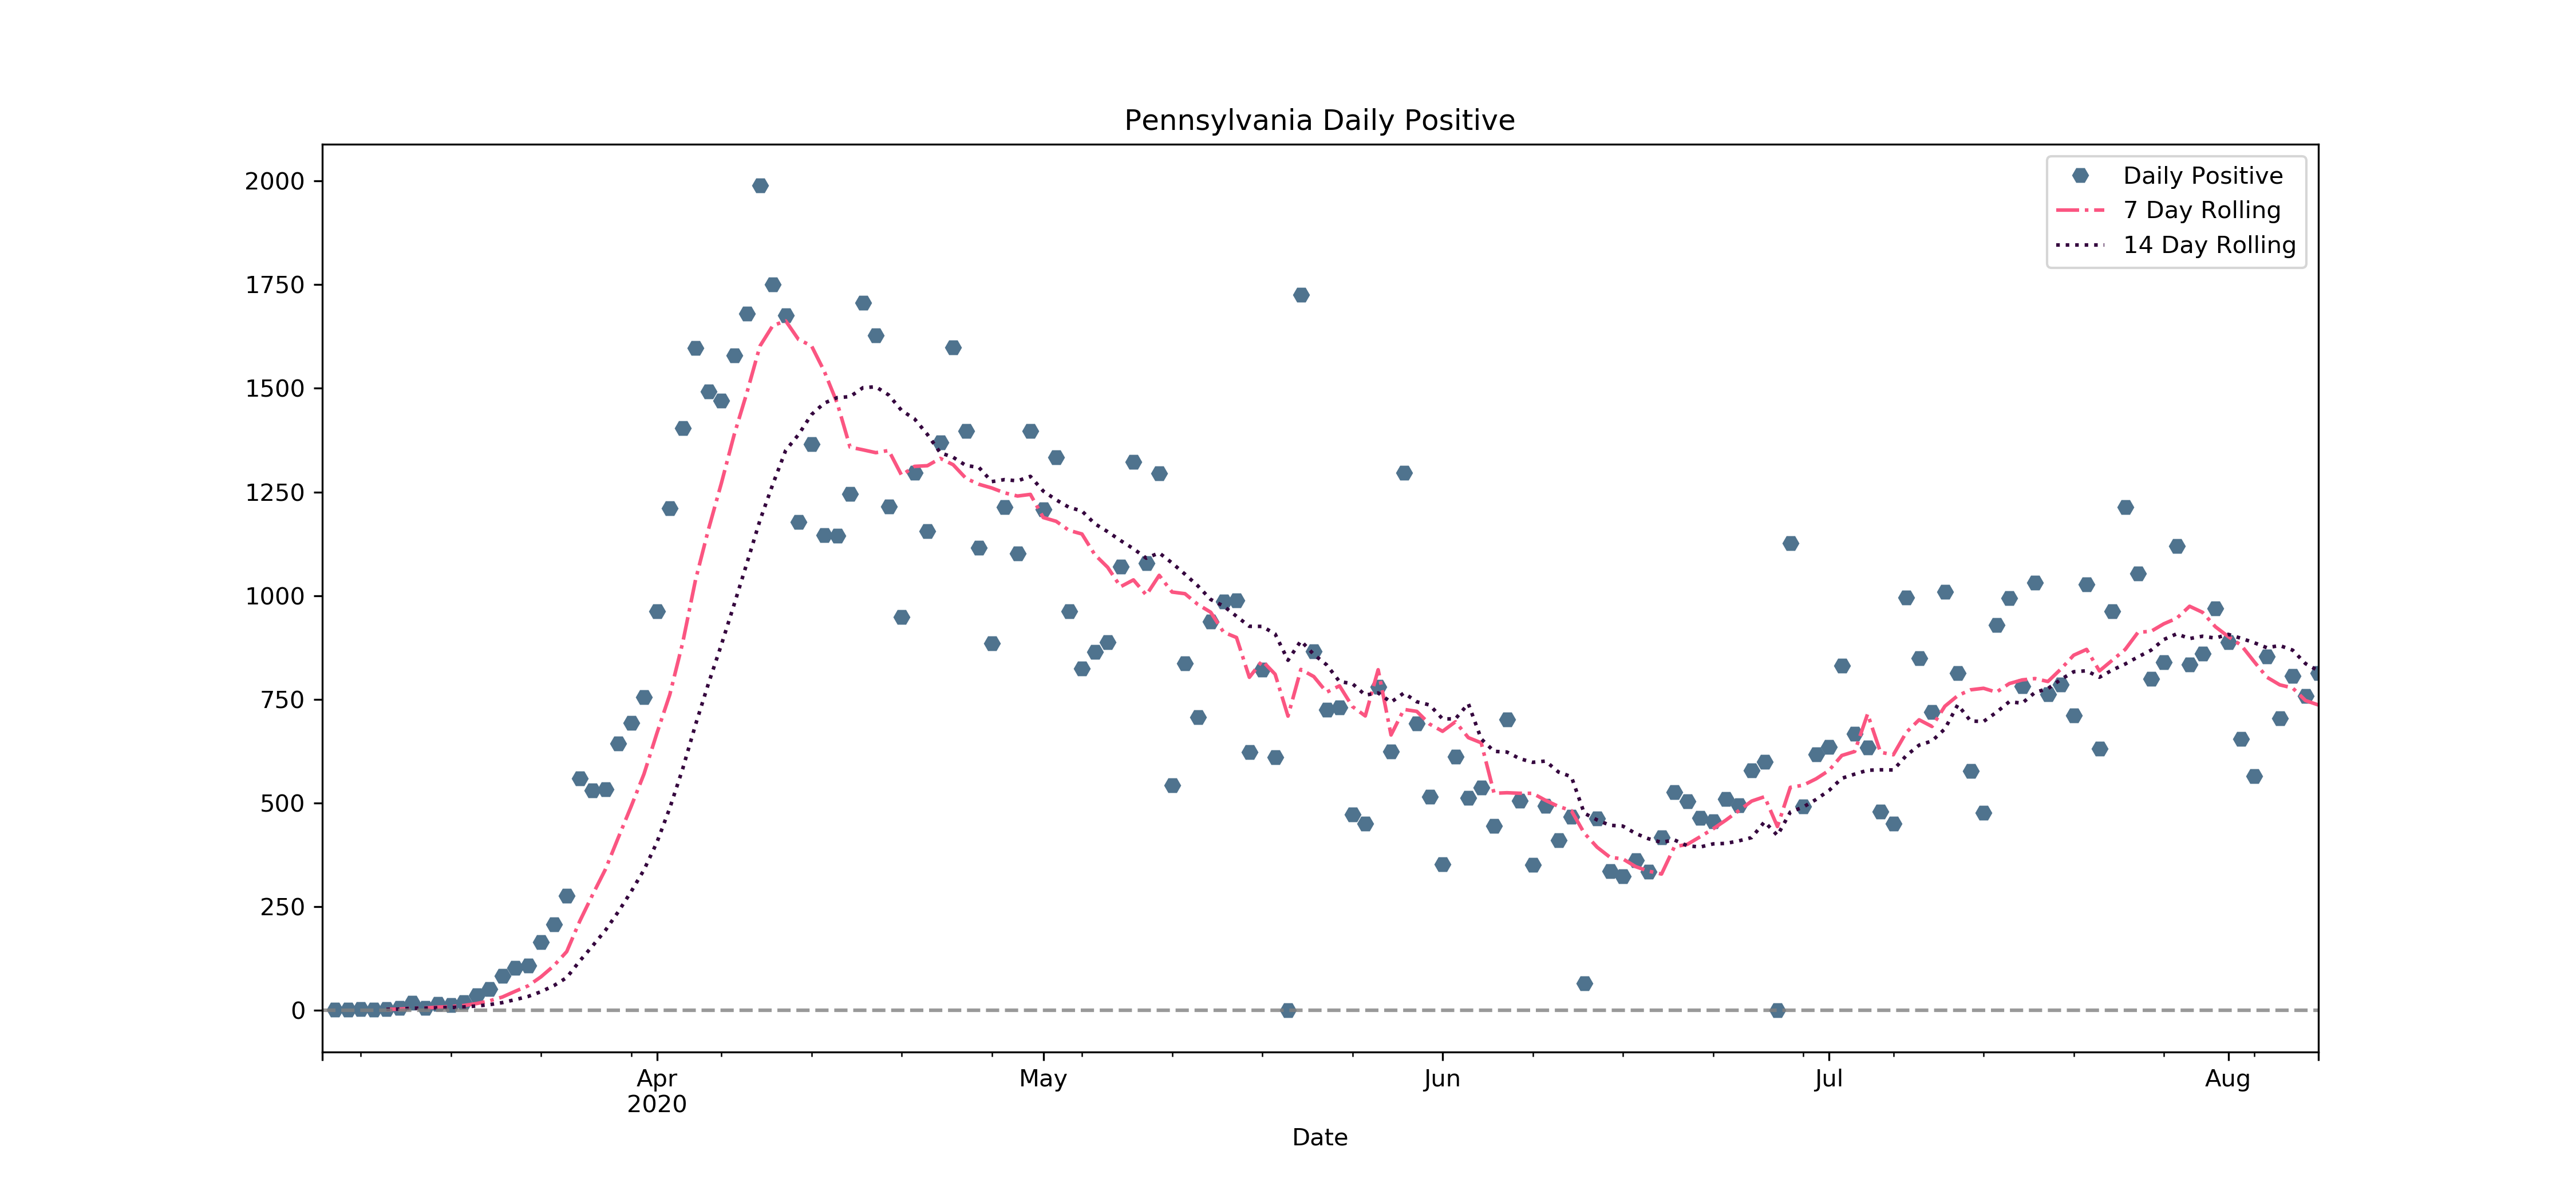 Pennsylvania Daily Positive
2000
1750
1500
1250
1000
750
500
250
0
Daily Positive
7 Day Rolling
14 Day Rolling
Apr
2020
May
Jun
Jul
Aug
Date